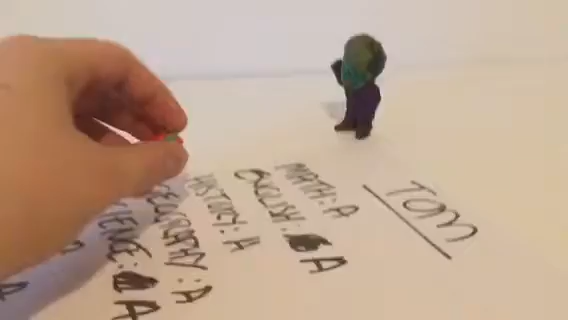 TOM
MATH: A
ENGLISH: A
HISTORY: A
GEOGRAPHY: A
SCIENCE: A
A